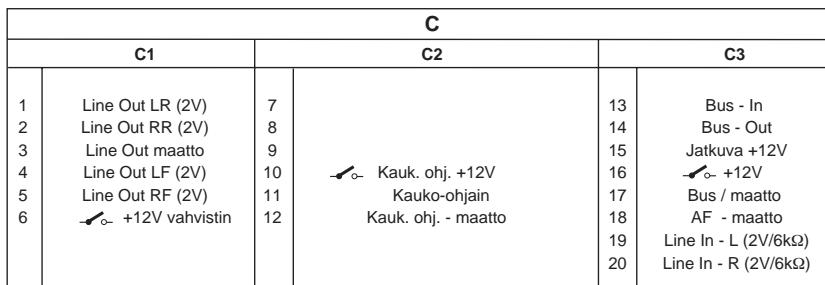 C
C1 C2 C3
1 Line Out LR (2V) 7 13 Bus - In
2 Line Out RR (2V) 8 14 Bus - Out
3 Line Out maatto 9 15 Jatkuva +12V
4 Line Out LF (2V) 10 Kauk. ohj. +12V 16 +12V
5 Line Out RF (2V) 11 Kauko-ohjain 17 Bus / maatto
6 +12V vahvistin 12 Kauk. ohj. - maatto 18 AF - maatto
19 Line In - L (2V/6kΩ)
20 Line In - R (2V/6kΩ)